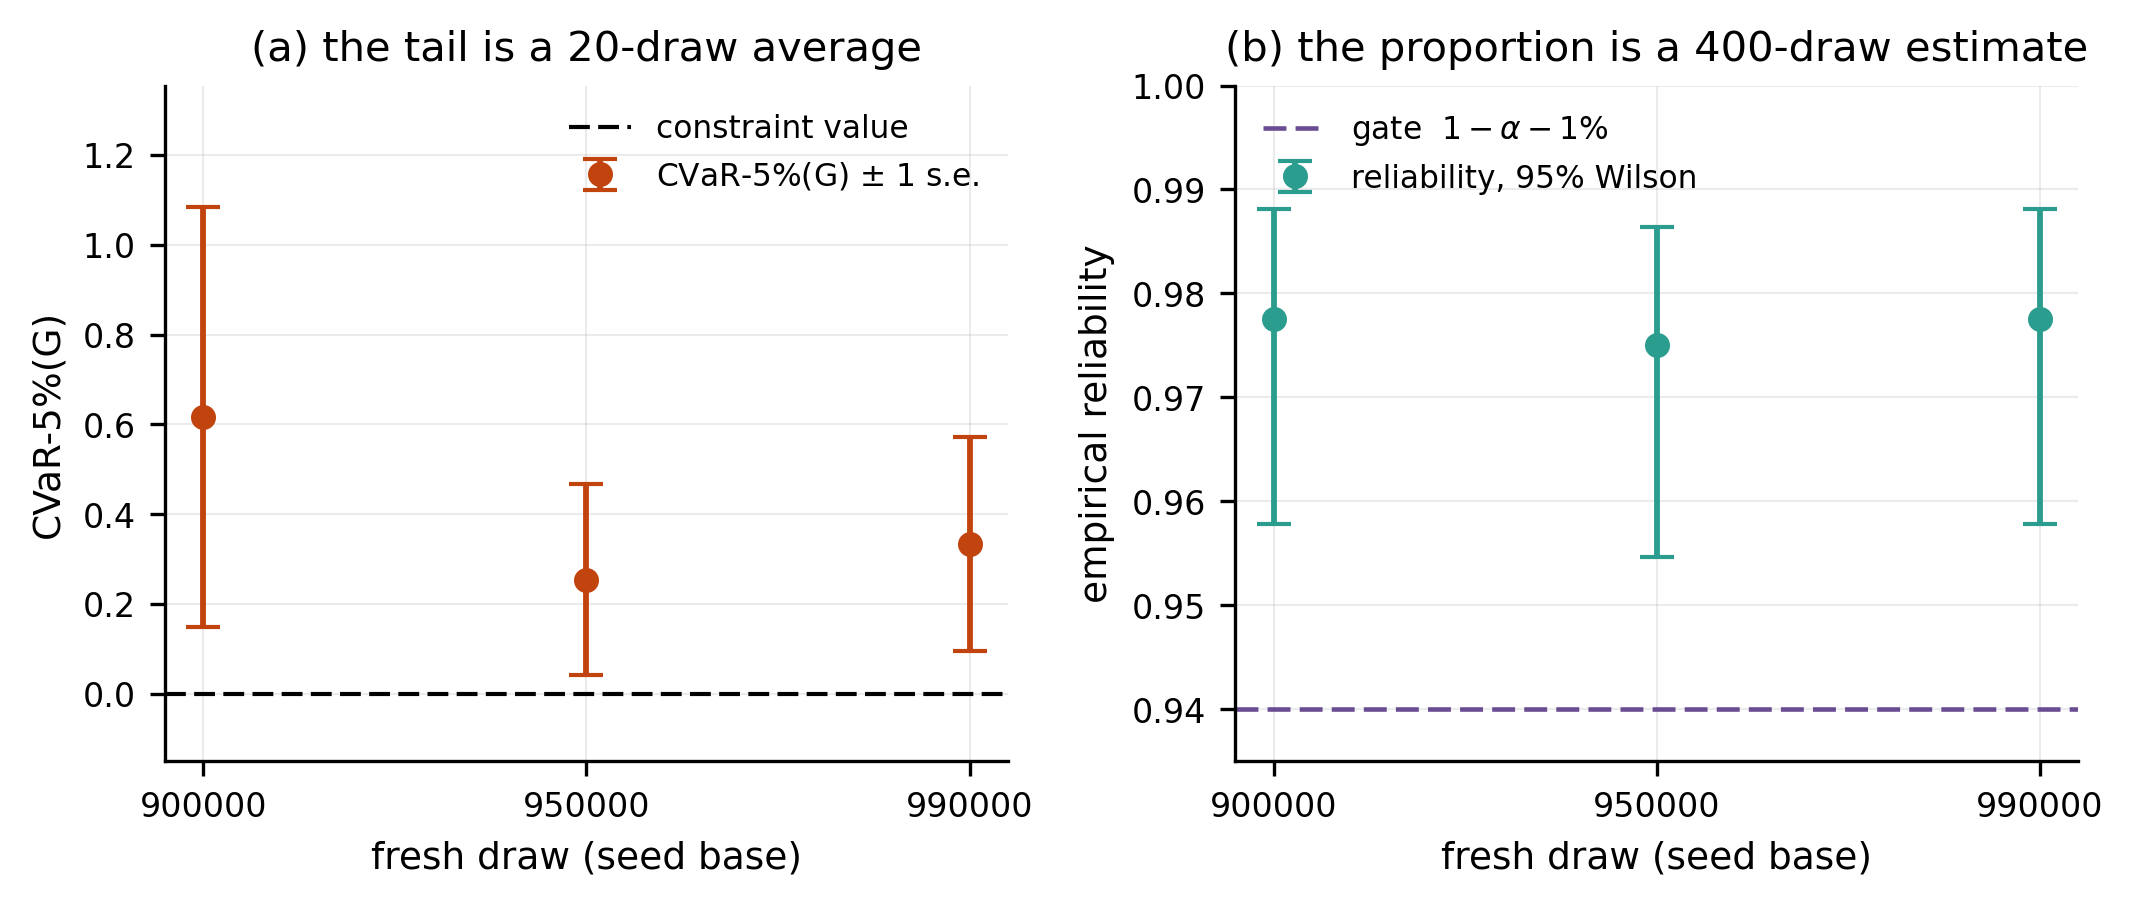 (a) the tail is a 20-draw average
constraint value
CVaR-5%(G) ± 1 s.e.
CVaR-5%(G)
1.2
1.0
0.8
0.6
0.4
0.2
0.0
900000
950000
990000
fresh draw (seed base)
(b) the proportion is a 400-draw estimate
gate 1 − α − 1%
reliability, 95% Wilson
empirical reliability
1.00
0.99
0.98
0.97
0.96
0.95
0.94
900000
950000
990000
fresh draw (seed base)